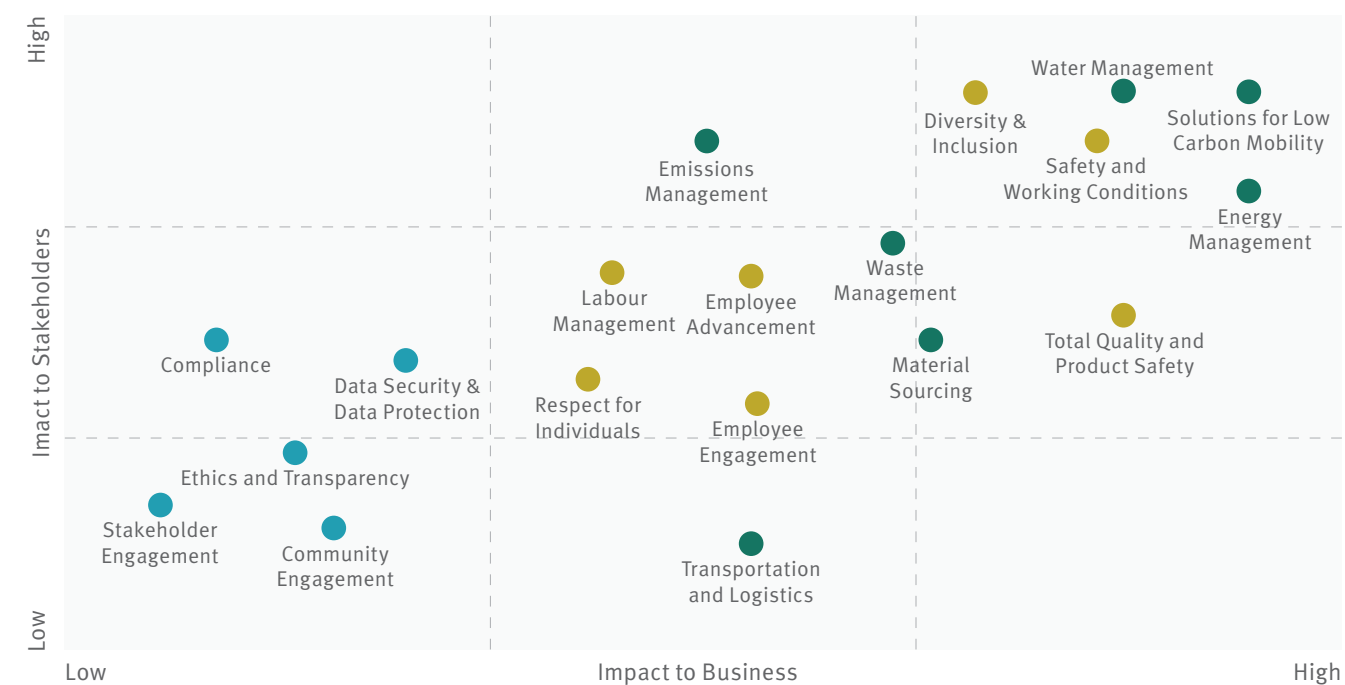 High
Water Management
Diversity &
Inclusion
Solutions for Low
Carbon Mobility
Emissions
Management
Safety and
Working Conditions
Energy
Management
Impact to Stakeholders
Waste
Management
Labour
Management
Employee
Advancement
Total Quality and
Product Safety
Compliance
Material
Sourcing
Data Security &
Data Protection
Respect for
Individuals
Employee
Engagement
Ethics and Transparency
Stakeholder
Engagement
Community
Engagement
Transportation
and Logistics
Low
Low
Impact to Business
High